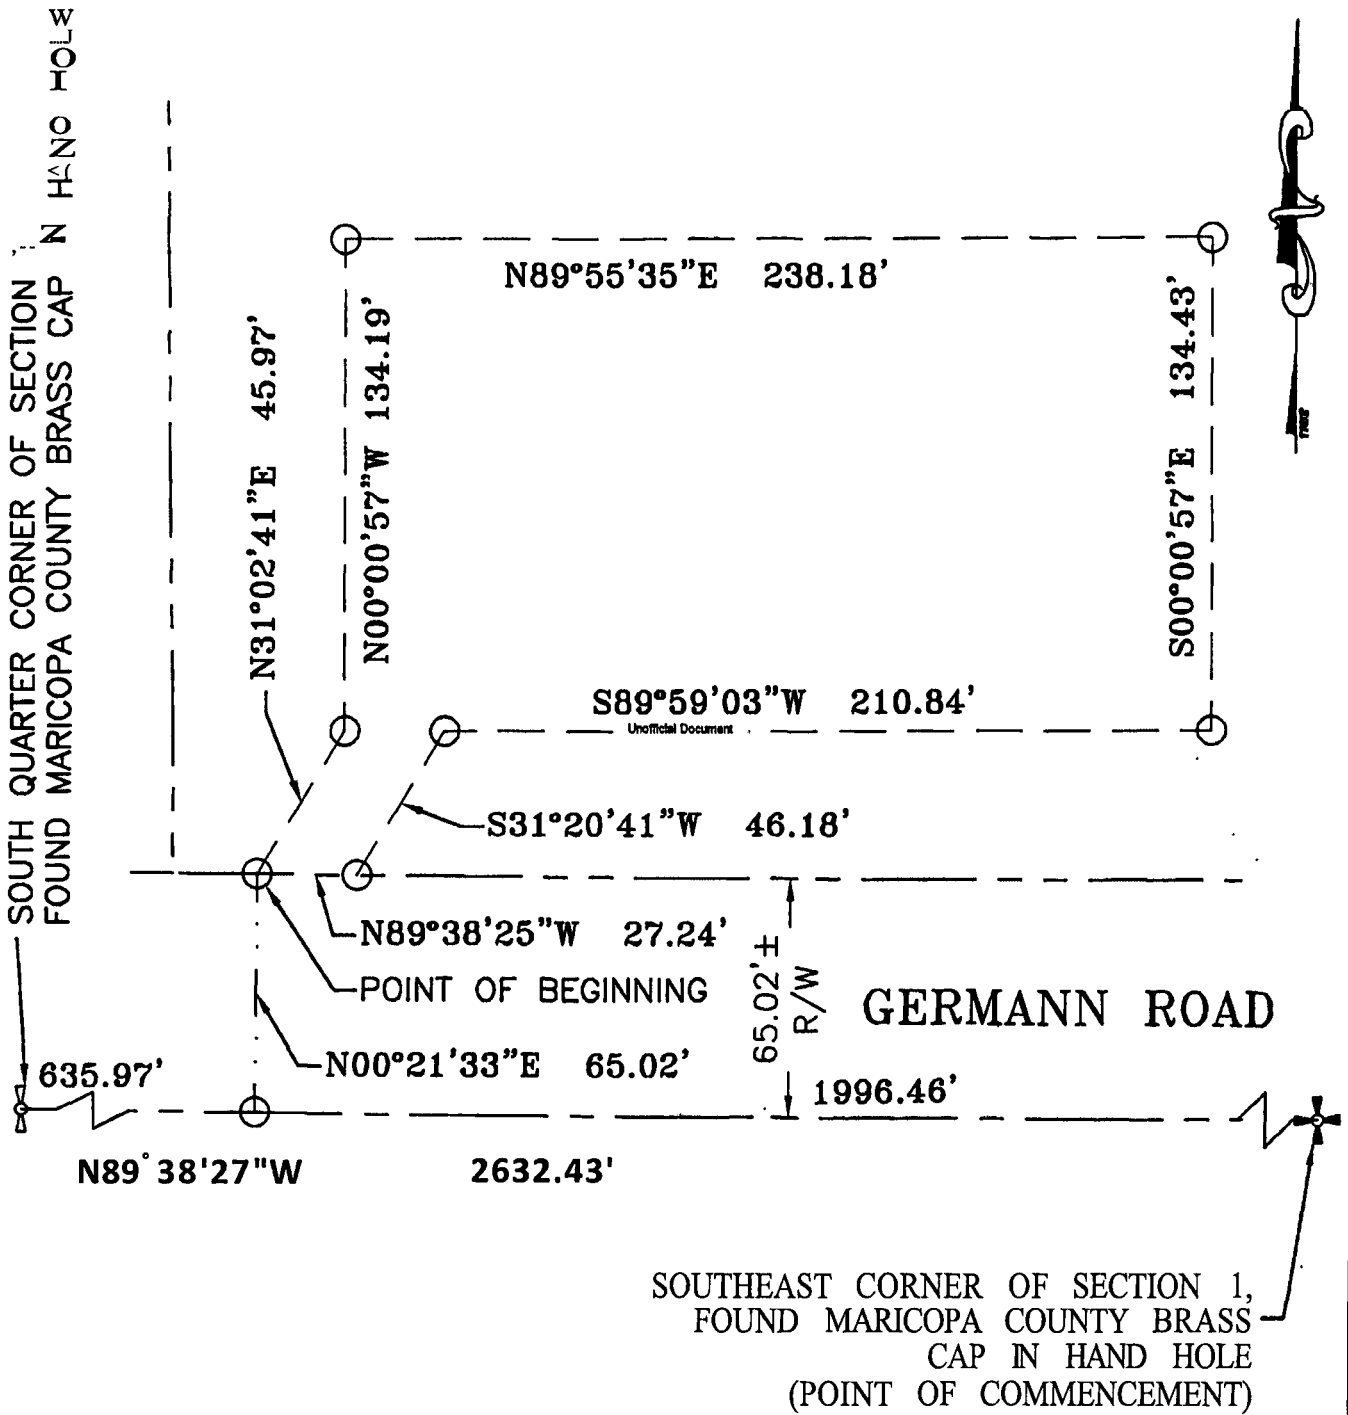 SOUTH QUARTER CORNER OF SECTION
FOUND MARICOPA COUNTY BRASS CAP
N89°55'35"E 238.18'
N31°02'41"E 45.97'
N00°00'57"W 134.19'
S00°00'57"E 134.43'
S89°59'03"W 210.84'
Unofficial Document
S31°20'41"W 46.18'
N89°38'25"W 27.24'
POINT OF BEGINNING
65.02'±
R/W
GERMANN ROAD
N00°21'33"E 65.02'
635.97'
1996.46'
N89°38'27"W 2632.43'
SOUTHEAST CORNER OF SECTION 1,
FOUND MARICOPA COUNTY BRASS
CAP IN HAND HOLE
(POINT OF COMMENCEMENT)